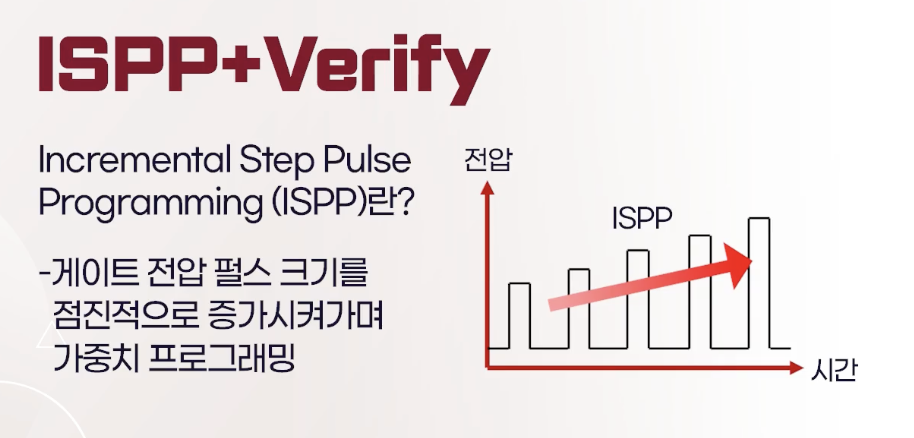 ISPP+Verify
Incremental Step Pulse
Programming (ISPP)란?
-게이트 전압 펄스 크기를
점진적으로 증가시켜가며
가중치 프로그래밍
전압
ISPP
시간